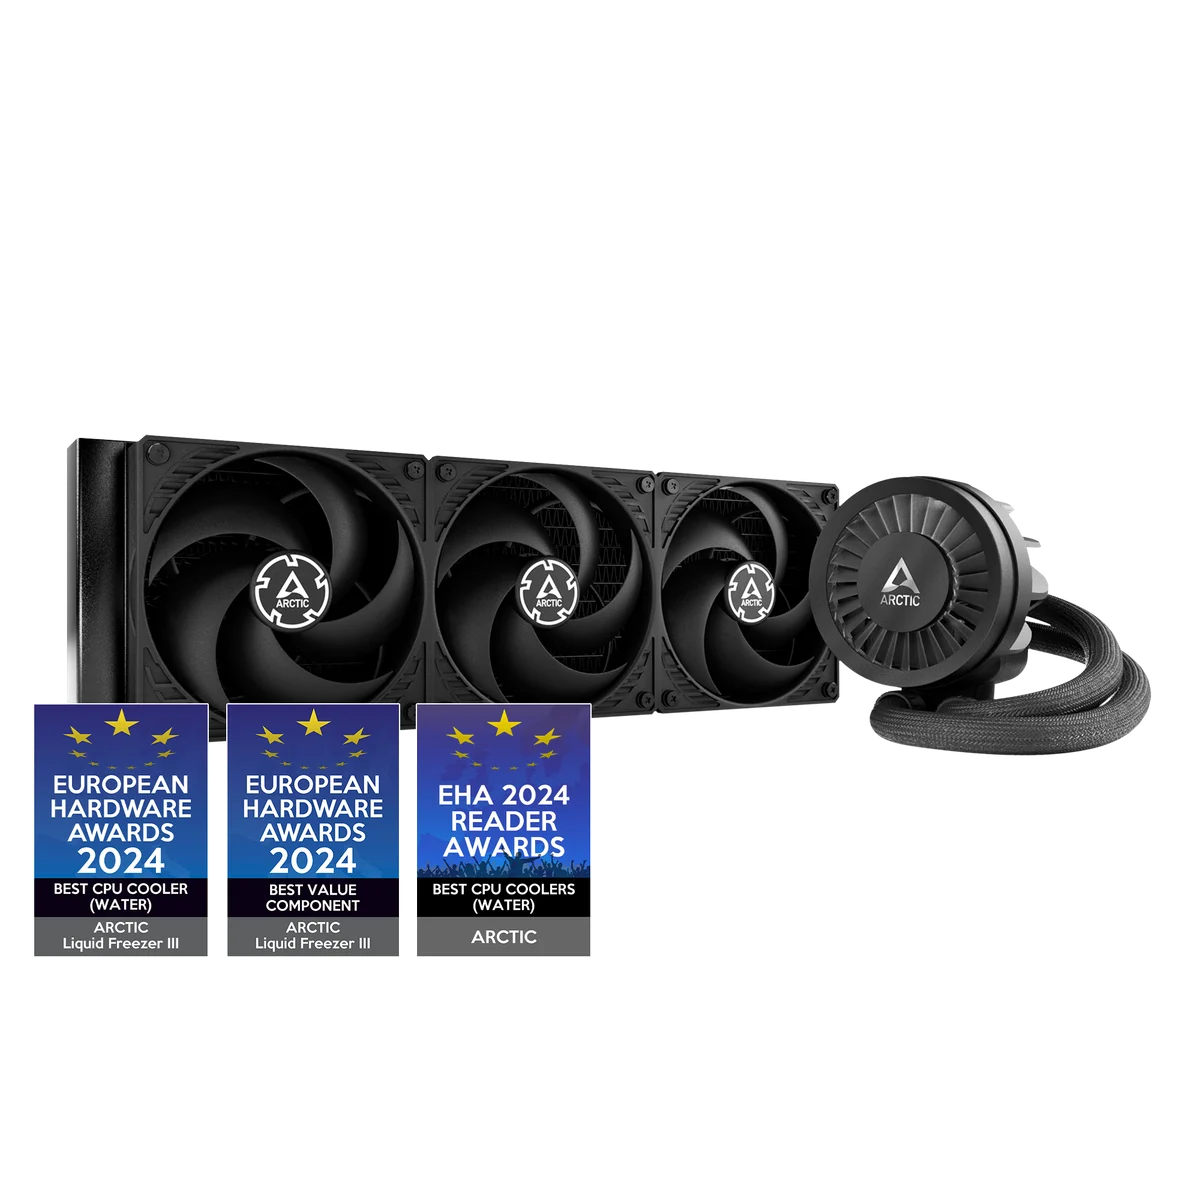 ARCTIC
ARCTIC
ARCTIC
ARCTIC
EUROPEAN
HARDWARE
AWARDS
2024
BEST CPU COOLER
(WATER)
ARCTIC
Liquid Freezer III
EUROPEAN
HARDWARE
AWARDS
2024
BEST VALUE
COMPONENT
ARCTIC
Liquid Freezer III
EHA 2024
READER
AWARDS
BEST CPU COOLERS
(WATER)
ARCTIC